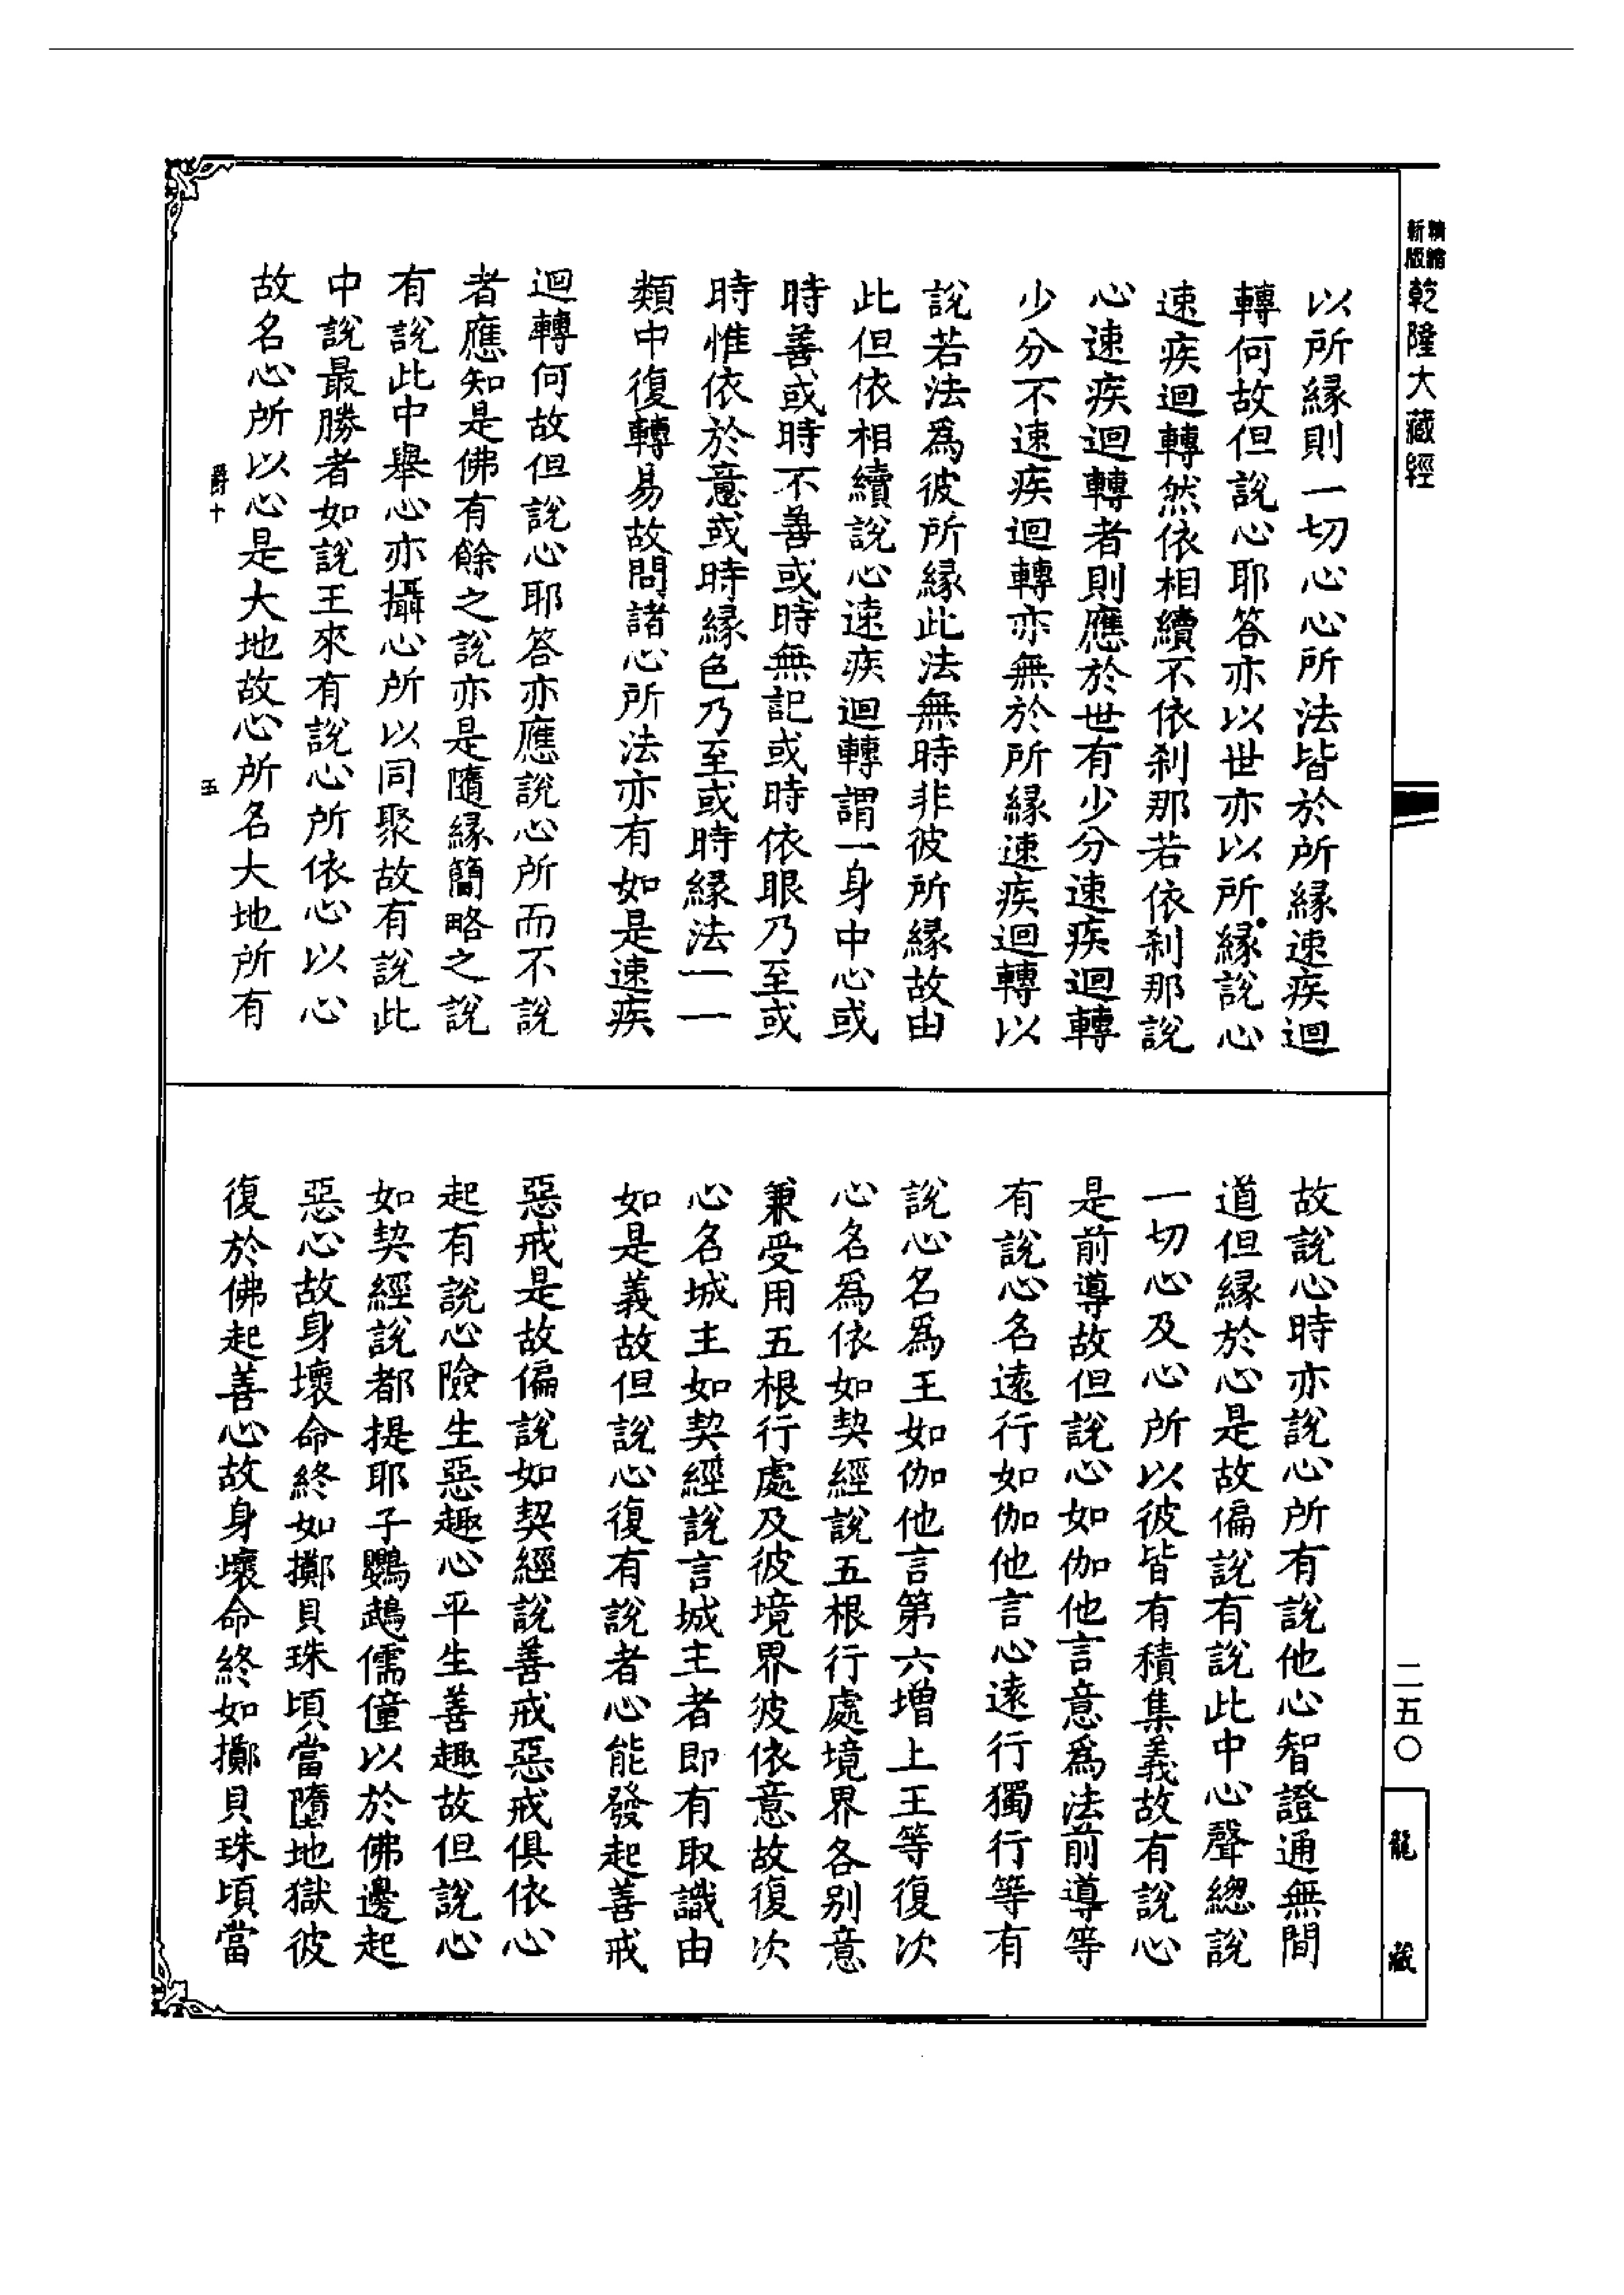 精縮
新版
乾隆大藏經
以所緣則一切心心所法皆於所緣速疾迴
轉何故但說心耶答亦以世亦以所緣說心
速疾迴轉然依相續不依剎那若依剎那說
心速疾迴轉者則應於世有少分速疾迴轉
少分不速疾迴轉亦無於所緣速疾迴轉以
說若法爲彼所緣此法無時非彼所緣故由
此但依相續說心速疾迴轉謂一身中心或
時善或時不善或時無記或時依眼乃至或
時惟依於意或時緣色乃至或時緣法一一
類中復轉易故問諸心所法亦有如是速疾
迴轉何故但說心耶答亦應說心所而不說
者應知是佛有餘之說亦是隨緣簡略之說
有說此中舉心亦攝心所以同聚故有說此
中說最勝者如說王來有說心所依心以心
故名心所以心是大地故心所名大地所有
爵十
五
故說心時亦說心所有說他心智證通無間
道但緣於心是故偏說有說此中心聲總說
一切心及心所以彼皆有積集義故有說心
是前導故但說心如伽他言意爲法前導等
有說心名遠行如伽他言心遠行獨行等有
說心名爲王如伽他言第六增上王等復次
心名爲依如契經說五根行處境界各別意
兼受用五根行處及彼境界彼依意故復次
心名城主如契經說言城主者即有取識由
如是義故但說心復有說者心能發起善戒
惡戒是故偏說如契經說善戒惡戒俱依心
起有說心險生惡趣心平生善趣故但說心
如契經說都提耶子鸚鵡儒僮以於佛邊起
惡心故身壞命終如擲貝珠頃當墮地獄彼
復於佛起善心故身壞命終如擲貝珠頃當
二五〇
龍藏